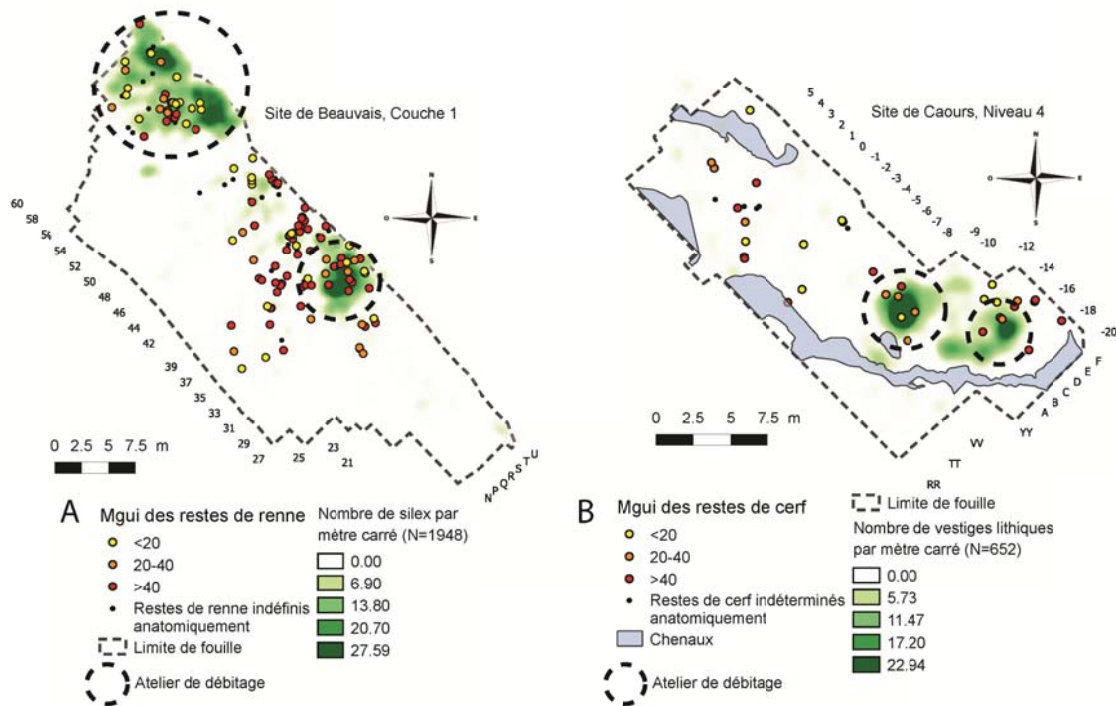 Site de Beauvais, Couche 1
N
O
E
S
60
58
54
54
52
50
48
46
44
42
39
37
35
33
31
29
27
25
23
21
N P Q R S T U
0 2.5 5 7.5 m
A
Mgui des restes de renne
<20
20-40
>40
Restes de renne indéfinis
anatomiquement
Limite de fouille
Atelier de débitage
Nombre de silex par
mètre carré (N=1948)
0.00
6.90
13.80
20.70
27.59
Site de Caours, Niveau 4
N
O
E
S
5
4
3
2
1
0
-1
-2
-3
-4
-5
-6
-7
-8
-9
-10
-12
-14
-16
-18
-20
A B C D E F
YY
VV
TT
RR
0 2.5 5 7.5 m
B
Mgui des restes de cerf
<20
20-40
>40
Restes de cerf indéterminés
anatomiquement
Chenaux
Atelier de débitage
Limite de fouille
Nombre de vestiges lithiques
par mètre carré (N=652)
0.00
5.73
11.47
17.20
22.94